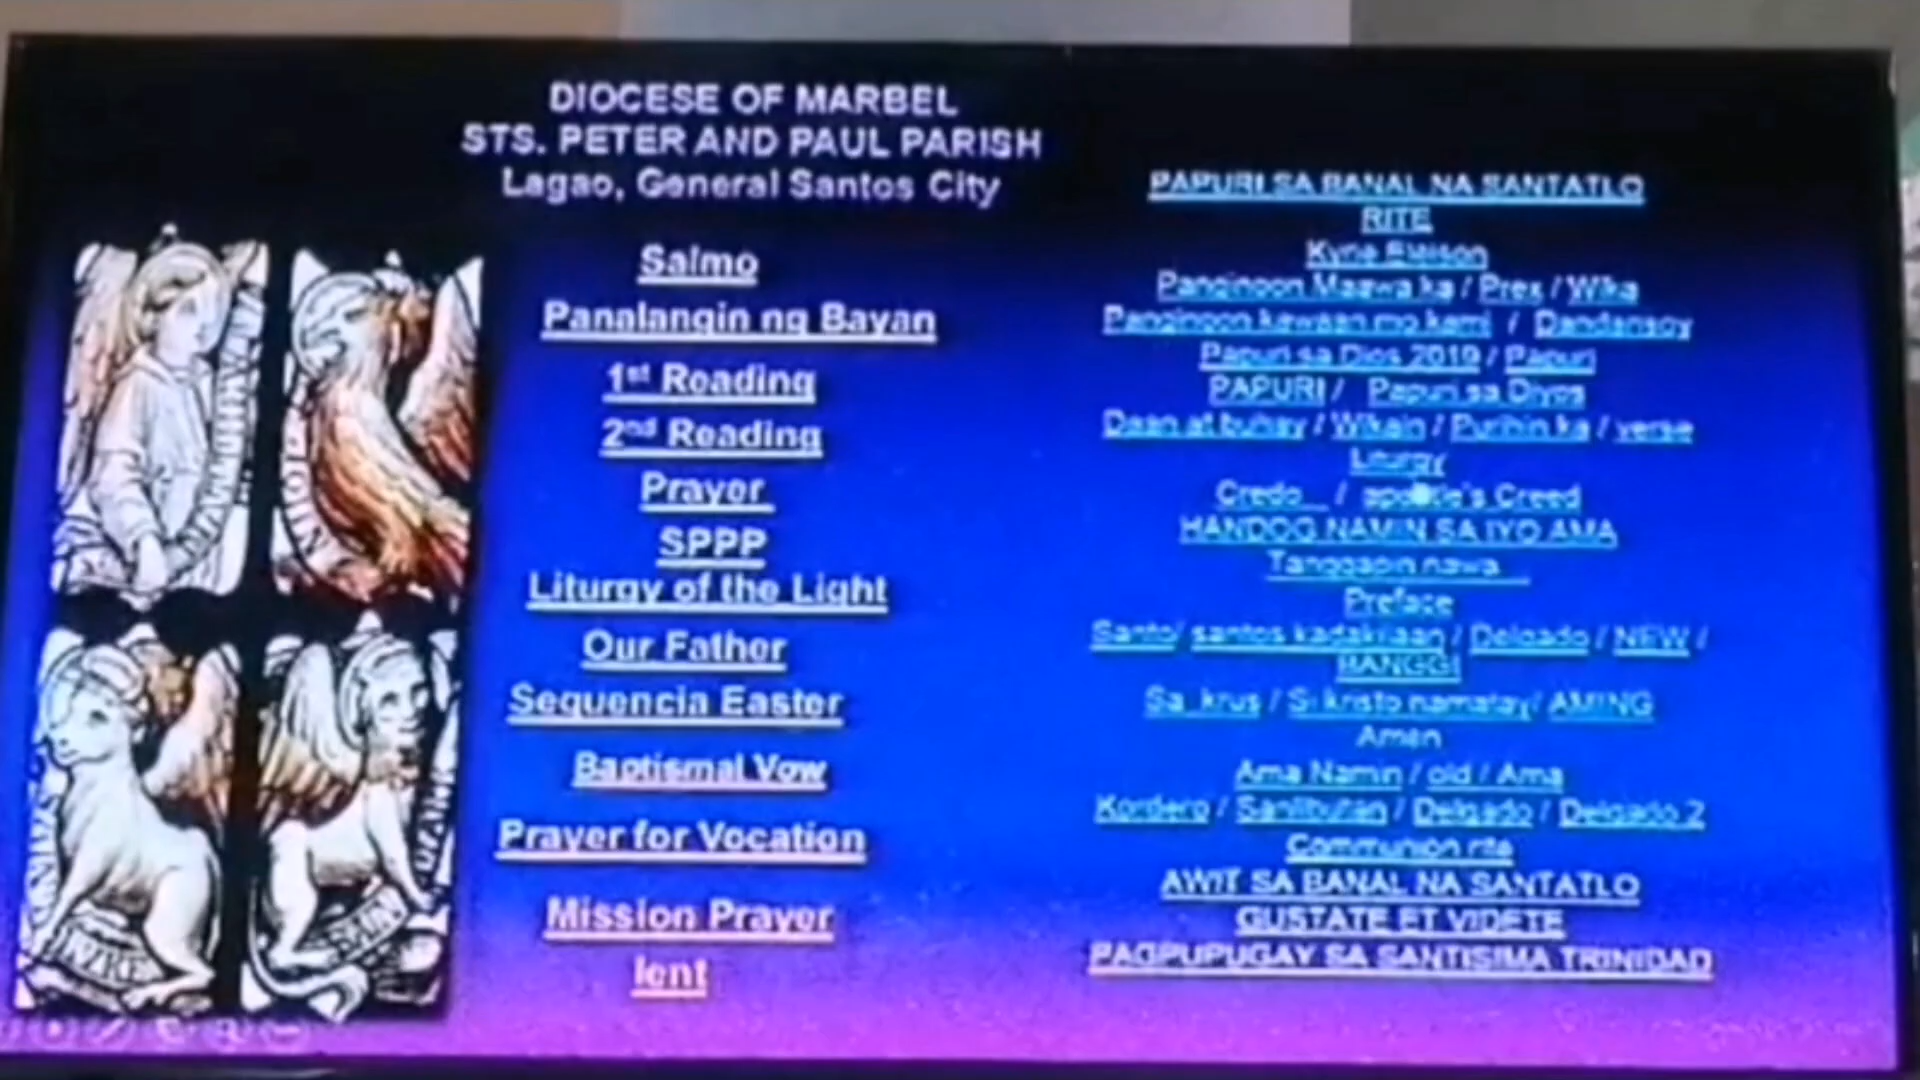 DIOCESE OF MARBEL
STS. PETER AND PAUL PARISH
Lagao, General Santos City
Salmo
Panalangin ng Bayan
1st Reading
2nd Reading
Prayer
SPPP
Liturgy of the Light
Our Father
Sequencia Easter
Baptismal Vow
Prayer for Vocation
Mission Prayer
lent
PAPURI SA BANAL NA SANTATLO
RITE
Kyrie Eleison
Panginoon Maawa ka / Prex / Wika
Panginoon kawaan mo kami / Dandansoy
Papuri sa Dios 2019 / Papuri
PAPURI / Papuri sa Diyos
Daan at buhay / Wikain / Purihin ka / verse
Liturgy
Credo / apostle's Creed
HANDOG NAMIN SA IYO AMA
Tanggapin nawa
Preface
Santo/ santos kadakilaan / Delgado / NEW /
BANGGI
Sa krus / Si kristo namatay/ AMING
Amen
Ama Namin / old / Ama
Kordero / Sanlibutan / Delgado / Delgado 2
Communion rite
AWIT SA BANAL NA SANTATLO
GUSTATE ET VIDETE
PAGPUPUGAY SA SANTISIMA TRINIDAD